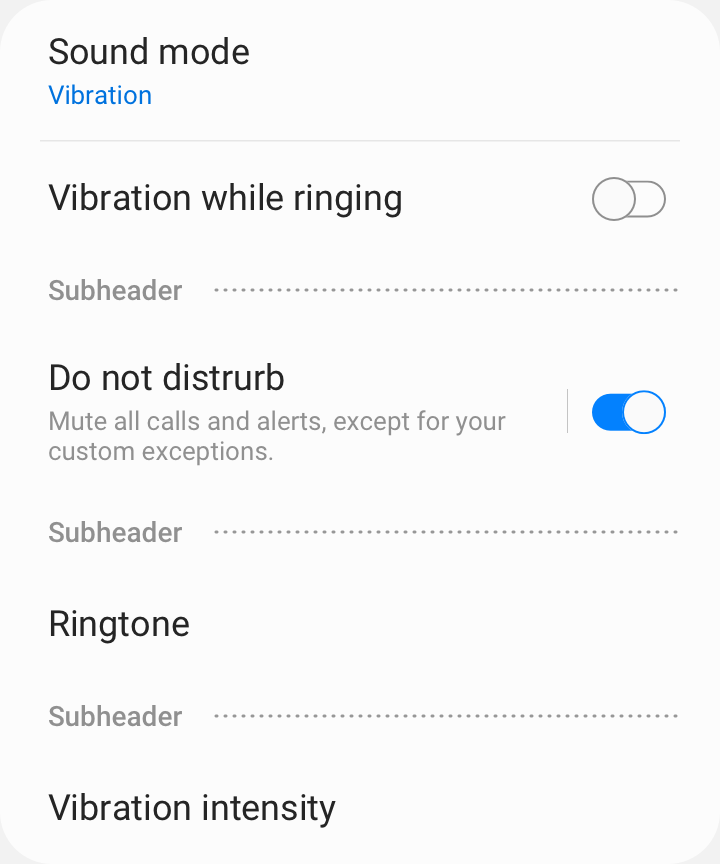 Sound mode
Vibration
Vibration while ringing
Subheader
Do not distrurb
Mute all calls and alerts, except for your
custom exceptions.
Subheader
Ringtone
Subheader
Vibration intensity